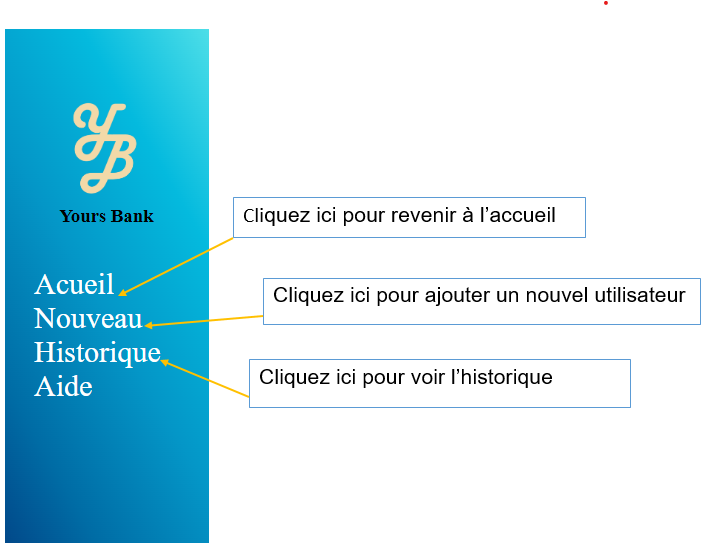 YB
Yours Bank
Cliquez ici pour revenir à l’accueil
Acueil
Cliquez ici pour ajouter un nouvel utilisateur
Nouveau
Historique
Cliquez ici pour voir l’historique
Aide